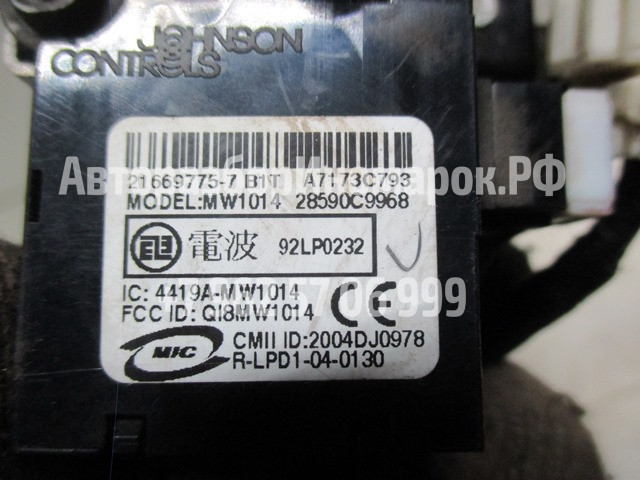 JOHNSON
CONTROLS
21669775-7 B1T A7173C793
MODEL:MW1014 28590C9968
電波 92LP0232
IC: 4419A-MW1014
FCC ID: QI8MW1014 CE
MIC CMII ID:2004DJ0978
R-LPD1-04-0130